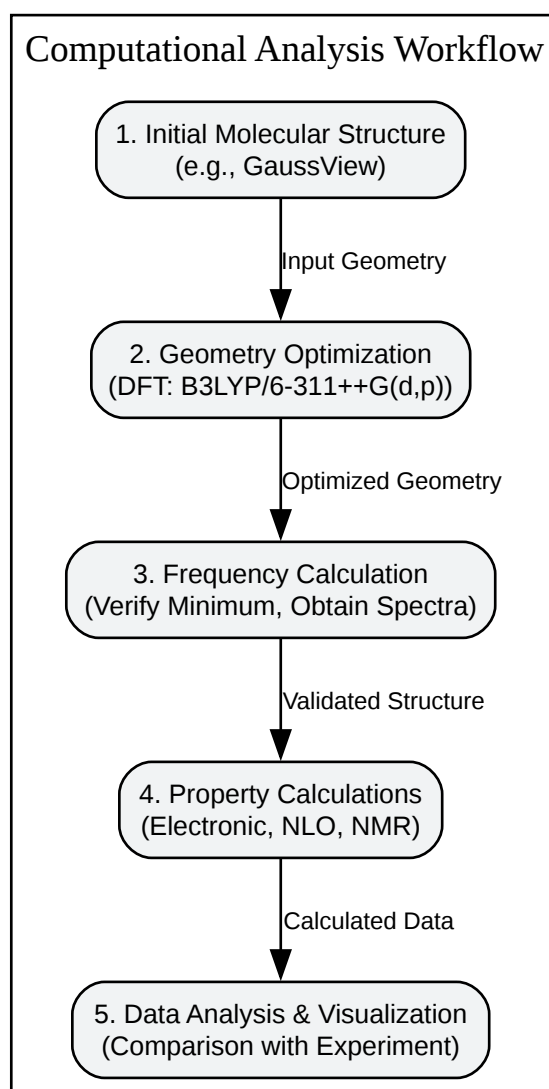 Computational Analysis Workflow
1. Initial Molecular Structure
(e.g., GaussView)
Input Geometry
2. Geometry Optimization
(DFT: B3LYP/6-311++G(d,p))
Optimized Geometry
3. Frequency Calculation
(Verify Minimum, Obtain Spectra)
Validated Structure
4. Property Calculations
(Electronic, NLO, NMR)
Calculated Data
5. Data Analysis & Visualization
(Comparison with Experiment)